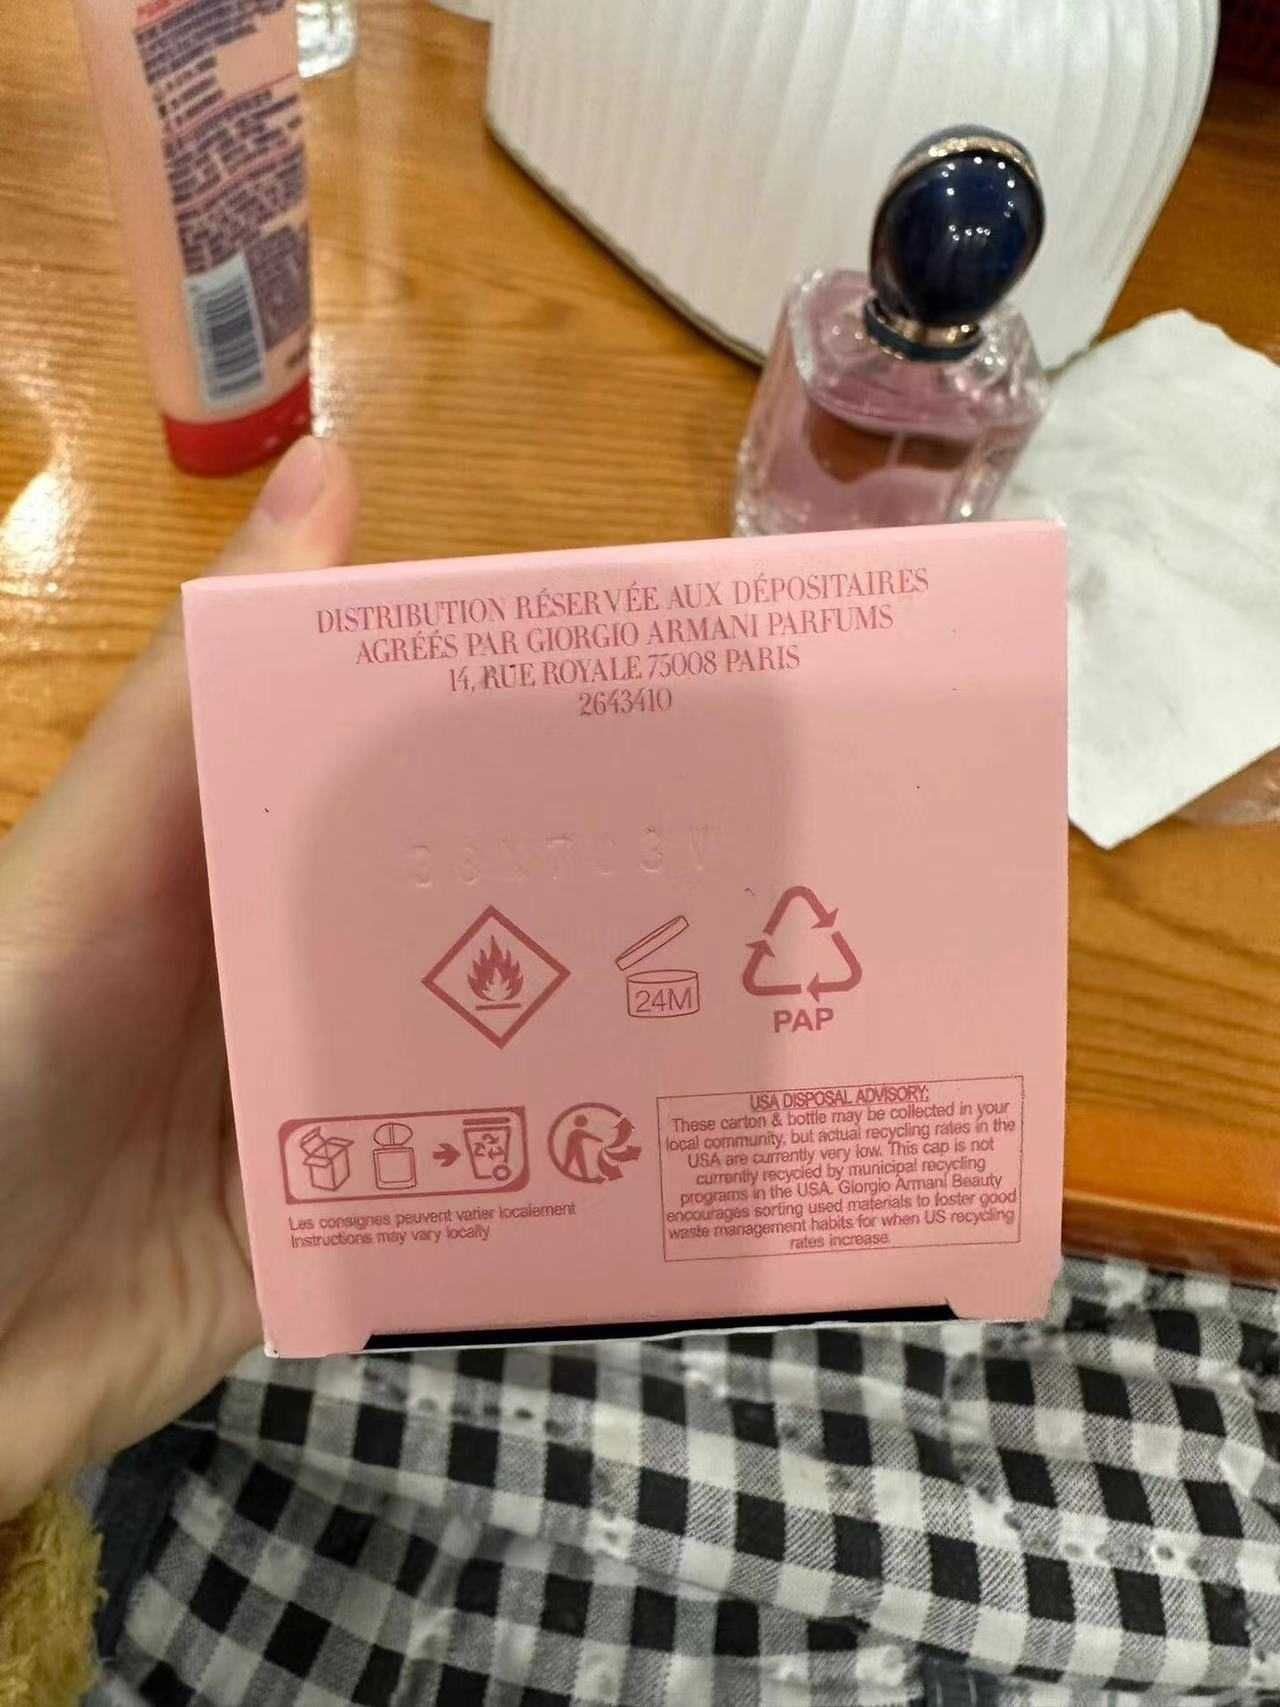 DISTRIBUTION RÉSERVÉE AUX DÉPOSITAIRES
AGRÉÉS PAR GIORGIO ARMANI PARFUMS
14, RUE ROYALE 75008 PARIS
2643410
24M
PAP
Les consignes peuvent varier localement
Instructions may vary locally
USA DISPOSAL ADVISORY:
These carton & bottle may be collected in your
local community, but actual recycling rates in the
USA are currently very low. This cap is not
currently recycled by municipal recycling
programs in the USA. Giorgio Armani Beauty
encourages sorting used materials to foster good
waste management habits for when US recycling
rates increase.